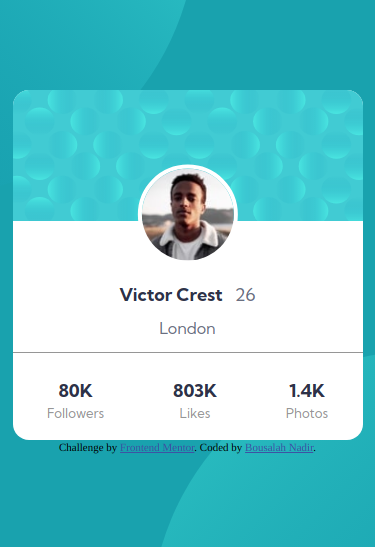 Victor Crest 26
London
80K 803K 1.4K
Followers Likes Photos
Challenge by Frontend Mentor. Coded by Bousalah Nadir.